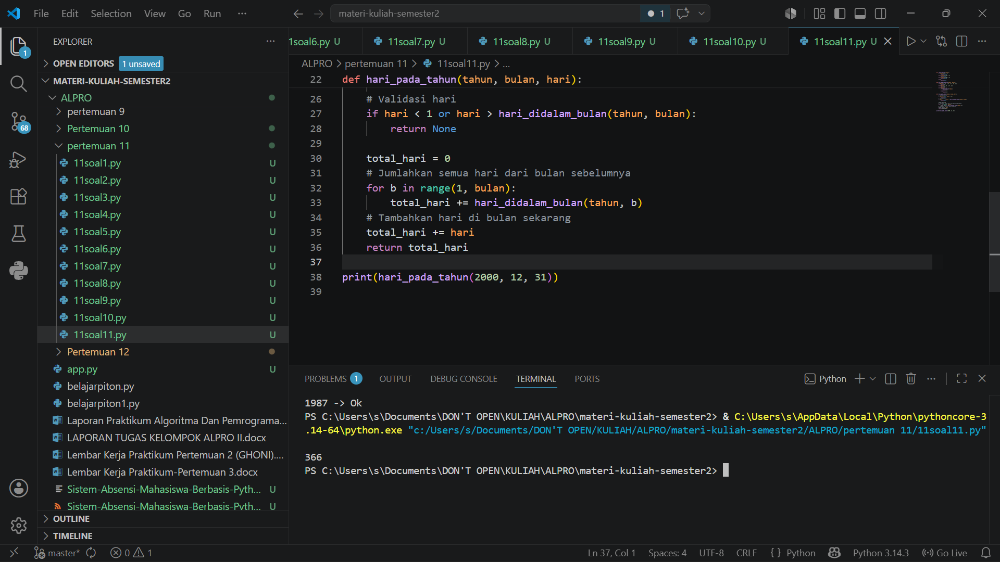 File Edit Selection View Go Run ···
materi-kuliah-semester2
1
EXPLORER
OPEN EDITORS 1 unsaved
MATERI-KULIAH-SEMESTER2
ALPRO
pertemuan 9
Pertemuan 10
pertemuan 11
11soal1.py U
11soal2.py U
11soal3.py U
11soal4.py U
11soal5.py U
11soal6.py U
11soal7.py U
11soal8.py U
11soal9.py U
11soal10.py U
11soal11.py U
Pertemuan 12
app.py U
belajarpiton.py
belajarpiton1.py
Laporan Praktikum Algoritma Dan Pemrograma...
LAPORAN TUGAS KELOMPOK ALPRO II.docx
Lembar Kerja Praktikum Pertemuan 2 (GHONI)....
Lembar Kerja Praktikum-Pertemuan 3.docx
Sistem-Absensi-Mahasiswa-Berbasis-Pyth... U
Sistem-Absensi-Mahasiswa-Berbasis-Pyth... U
OUTLINE
TIMELINE
1
68
1soal6.py U 11soal7.py U 11soal8.py U 11soal9.py U 11soal10.py U 11soal11.py U
ALPRO > pertemuan 11 > 11soal11.py > ...
22 def hari_pada_tahun(tahun, bulan, hari):
26 # Validasi hari
27 if hari < 1 or hari > hari_didalam_bulan(tahun, bulan):
28 return None
29
30 total_hari = 0
31 # Jumlahkan semua hari dari bulan sebelumnya
32 for b in range(1, bulan):
33 total_hari += hari_didalam_bulan(tahun, b)
34 # Tambahkan hari di bulan sekarang
35 total_hari += hari
36 return total_hari
37
38 print(hari_pada_tahun(2000, 12, 31))
39
PROBLEMS 1 OUTPUT DEBUG CONSOLE TERMINAL PORTS
Python
1987 -> Ok
PS C:\Users\s\Documents\DON'T OPEN\KULIAH\ALPRO\materi-kuliah-semester2> & C:\Users\s\AppData\Local\Python\pythoncore-3
.14-64\python.exe "c:/Users/s/Documents/DON'T OPEN/KULIAH/ALPRO/materi-kuliah-semester2/ALPRO/pertemuan 11/11soal11.py"
366
PS C:\Users\s\Documents\DON'T OPEN\KULIAH\ALPRO\materi-kuliah-semester2>
master* 0 1
Ln 37, Col 1 Spaces: 4 UTF-8 CRLF { } Python Python 3.14.3 Go Live